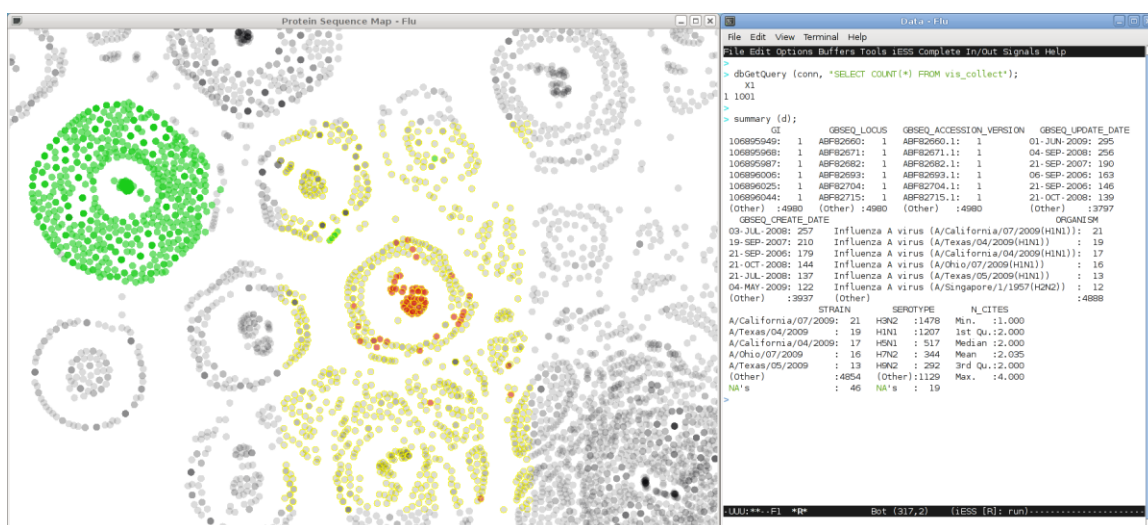 Protein Sequence Map - Flu
Data - Flu
File Edit View Terminal Help
File Edit Options Buffers Tools iESS Complete In/Out Signals Help
>
> dbGetQuery (conn, "SELECT COUNT(*) FROM vis_collect");
X1
1 1001
>
> summary (d);
GI GBSEQ_LOCUS GBSEQ_ACCESSION_VERSION GBSEQ_UPDATE_DATE
106895949: 1 ABF82660: 1 ABF82660.1: 1 01-JUN-2009: 295
106895968: 1 ABF82671: 1 ABF82671.1: 1 04-SEP-2008: 256
106895987: 1 ABF82682: 1 ABF82682.1: 1 21-SEP-2007: 190
106896006: 1 ABF82693: 1 ABF82693.1: 1 06-SEP-2006: 163
106896025: 1 ABF82704: 1 ABF82704.1: 1 21-SEP-2006: 146
106896044: 1 ABF82715: 1 ABF82715.1: 1 21-OCT-2008: 139
(Other) :4980 (Other) :4980 (Other) :4980 (Other) :3797
GBSEQ_CREATE_DATE ORGANISM
03-JUL-2008: 257 Influenza A virus (A/California/07/2009(H1N1)): 21
19-SEP-2007: 210 Influenza A virus (A/Texas/04/2009(H1N1)) : 19
21-SEP-2006: 179 Influenza A virus (A/California/04/2009(H1N1)): 17
21-OCT-2008: 144 Influenza A virus (A/Ohio/07/2009(H1N1)) : 16
21-JUL-2008: 137 Influenza A virus (A/Texas/05/2009(H1N1)) : 13
04-MAY-2009: 122 Influenza A virus (A/Singapore/1/1957(H2N2)) : 12
(Other) :3937 (Other) :4888
STRAIN SEROTYPE N_CITES
A/California/07/2009: 21 H3N2 :1478 Min. :1.000
A/Texas/04/2009 : 19 H1N1 :1207 1st Qu.:2.000
A/California/04/2009: 17 H5N1 : 517 Median :2.000
A/Ohio/07/2009 : 16 H7N2 : 344 Mean :2.035
A/Texas/05/2009 : 13 H9N2 : 292 3rd Qu.:2.000
(Other) :4854 (Other):1129 Max. :4.000
NA's : 46 NA's : 19
>
-UUU:**--F1 *R* Bot (317,2) (iESS [R]: run)----------------------